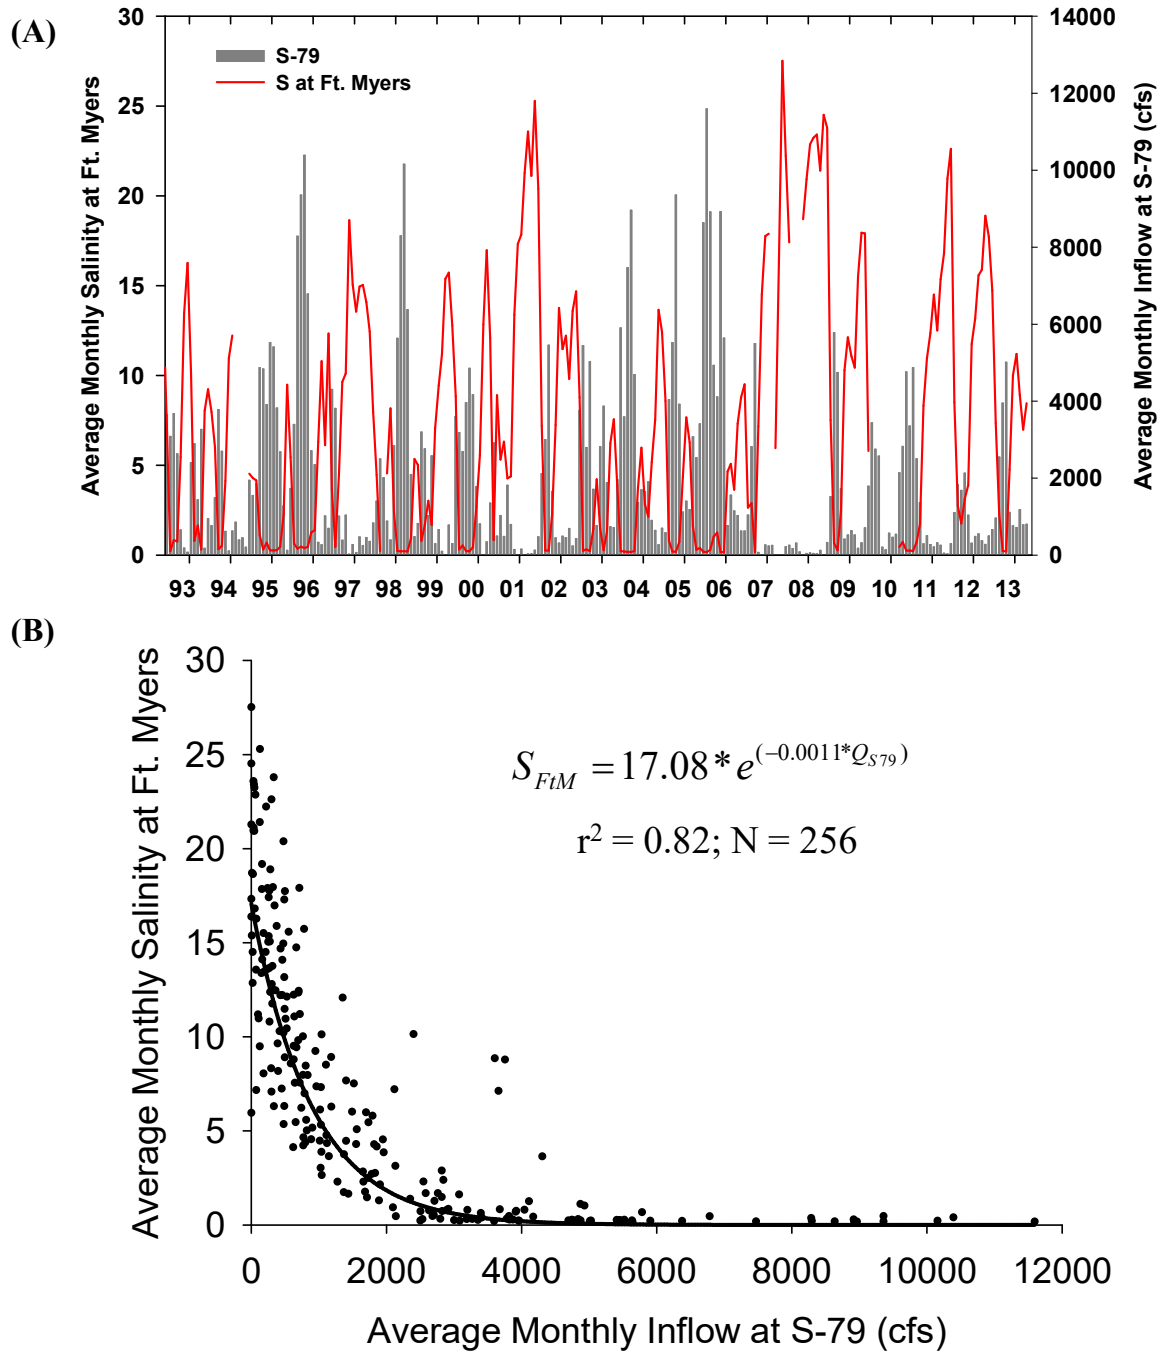 (A)
30
25
20
15
10
5
0
Average Monthly Salinity at Ft. Myers
S-79
S at Ft. Myers
14000
12000
10000
8000
6000
4000
2000
0
Average Monthly Inflow at S-79 (cfs)
93 94 95 96 97 98 99 00 01 02 03 04 05 06 07 08 09 10 11 12 13
(B)
30
25
20
15
10
5
0
Average Monthly Salinity at Ft. Myers
S_{FtM} = 17.08 * e^{(−0.0011*Q_{S79})}
r² = 0.82; N = 256
0 2000 4000 6000 8000 10000 12000
Average Monthly Inflow at S-79 (cfs)